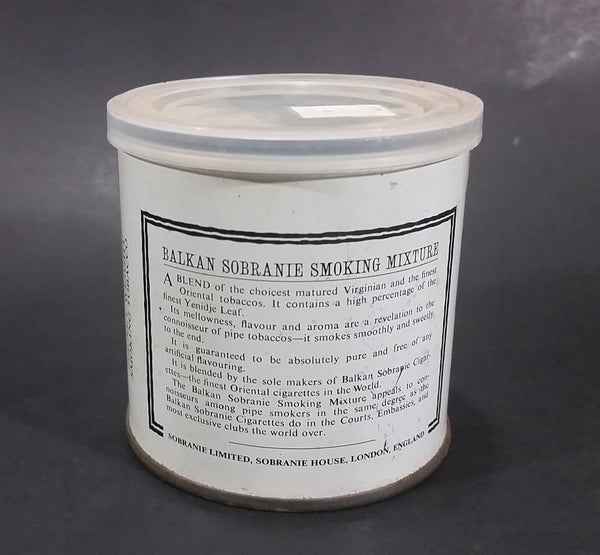 BALKAN SOBRANIE SMOKING MIXTURE
A BLEND of the choicest matured Virginian and the finest
Oriental tobaccos. It contains a high percentage of the
finest Yenidje Leaf.
Its mellowness, flavour and aroma are a revelation to the
connoisseur of pipe tobaccos—it smokes smoothly and sweetly
to the end.
It is guaranteed to be absolutely pure and free of any
artificial flavouring.
It is blended by the sole makers of Balkan Sobranie Cigar-
ettes—the finest Oriental cigarettes in the World.
The Balkan Sobranie Smoking Mixture appeals to con-
noisseurs among pipe smokers in the same degree as the
Balkan Sobranie Cigarettes do in the Courts, Embassies, and
most exclusive clubs the world over.
SOBRANIE LIMITED, SOBRANIE HOUSE, LONDON, ENGLAND